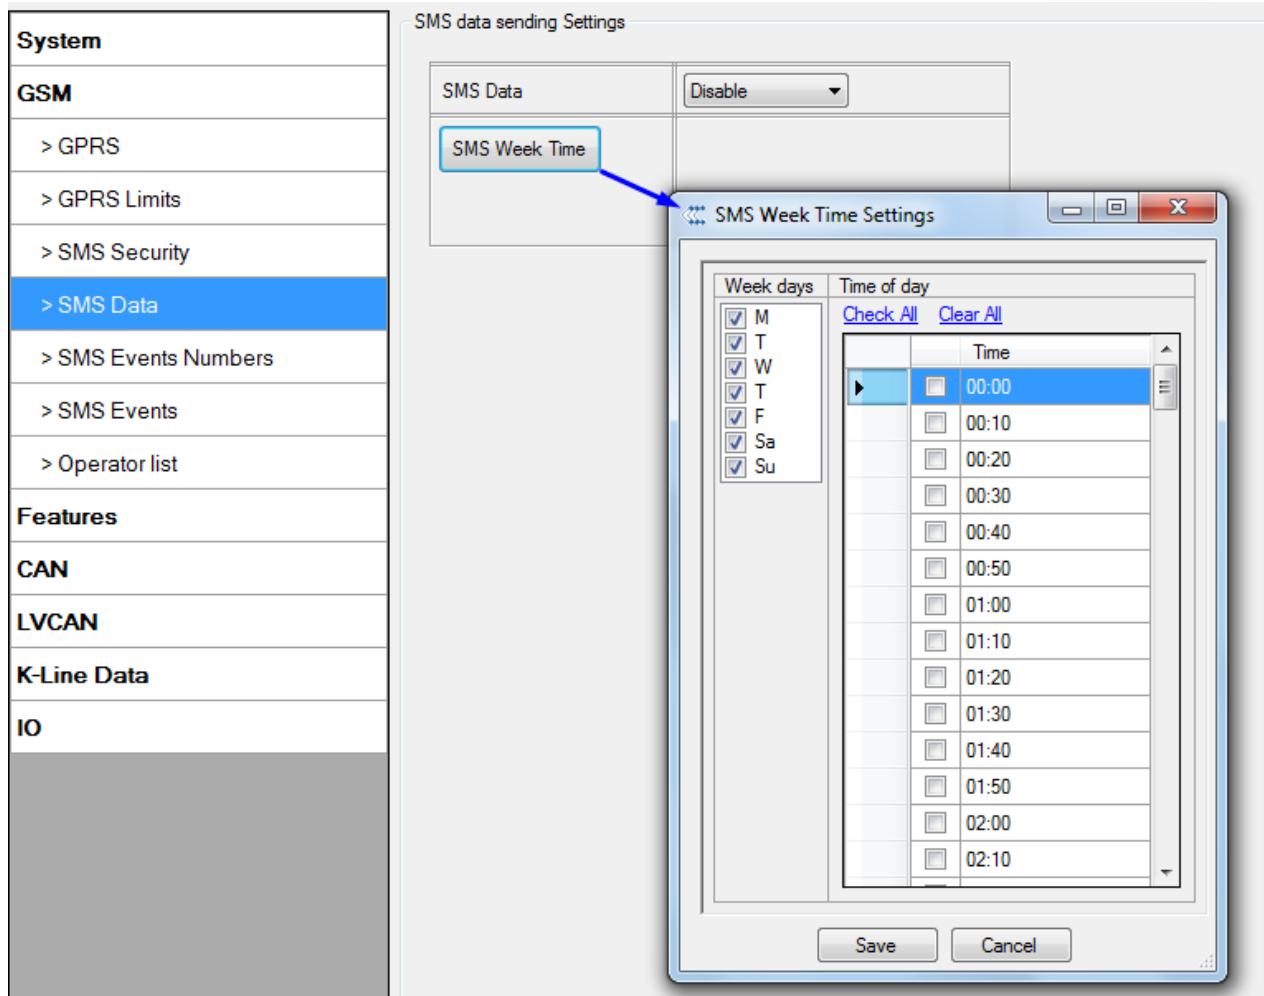 System
GSM
> GPRS
> GPRS Limits
> SMS Security
> SMS Data
> SMS Events Numbers
> SMS Events
> Operator list
Features
CAN
LVCAN
K-Line Data
IO
SMS data sending Settings
SMS Data
Disable
SMS Week Time
SMS Week Time Settings
Week days
M
T
W
T
F
Sa
Su
Time of day
Check All Clear All
Time
00:00
00:10
00:20
00:30
00:40
00:50
01:00
01:10
01:20
01:30
01:40
01:50
02:00
02:10
Save Cancel